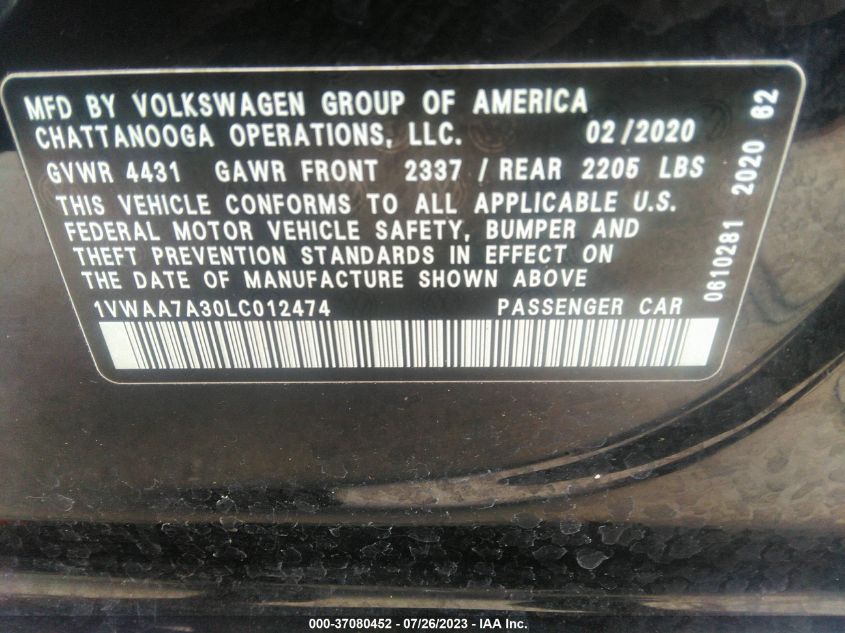 MFD BY VOLKSWAGEN GROUP OF AMERICA
CHATTANOOGA OPERATIONS, LLC. 02/2020
GVWR 4431 GAWR FRONT 2337 / REAR 2205 LBS
THIS VEHICLE CONFORMS TO ALL APPLICABLE U.S.
FEDERAL MOTOR VEHICLE SAFETY, BUMPER AND
THEFT PREVENTION STANDARDS IN EFFECT ON
THE DATE OF MANUFACTURE SHOWN ABOVE
1VWAA7A30LC012474 PASSENGER CAR
0610281 2020 62
000-37080452 - 07/26/2023 - IAA Inc.